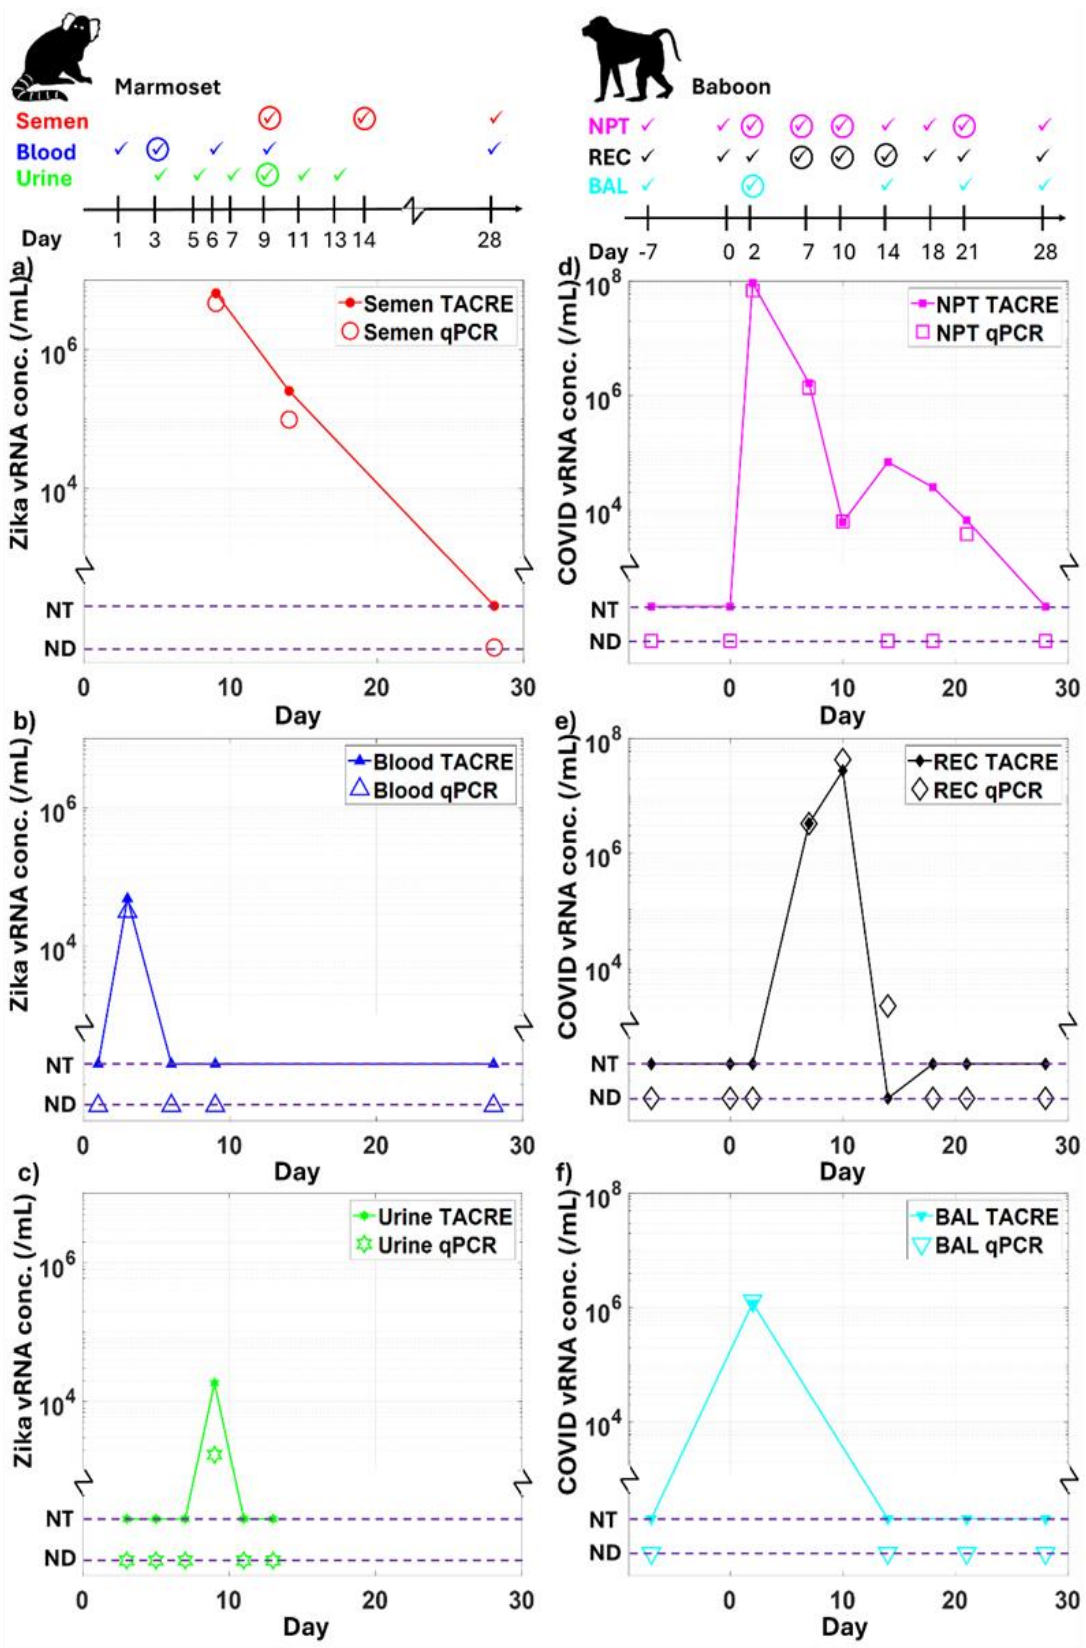 Marmoset
Semen
Blood
Urine
Day 1 3 5 6 7 9 11 13 14 28
Baboon
NPT
REC
BAL
Day -7 0 2 7 10 14 18 21 28
a)
Zika vRNA conc. (/mL)
10^6
10^4
NT
ND
Semen TACRE
Semen qPCR
0 10 20 30
Day
d)
COVID vRNA conc. (/mL)
10^8
10^6
10^4
NT
ND
NPT TACRE
NPT qPCR
0 10 20 30
Day
b)
Zika vRNA conc. (/mL)
10^6
10^4
NT
ND
Blood TACRE
Blood qPCR
0 10 20 30
Day
e)
COVID vRNA conc. (/mL)
10^8
10^6
10^4
NT
ND
REC TACRE
REC qPCR
0 10 20 30
Day
c)
Zika vRNA conc. (/mL)
10^6
10^4
NT
ND
Urine TACRE
Urine qPCR
0 10 20 30
Day
f)
COVID vRNA conc. (/mL)
10^8
10^6
10^4
NT
ND
BAL TACRE
BAL qPCR
0 10 20 30
Day